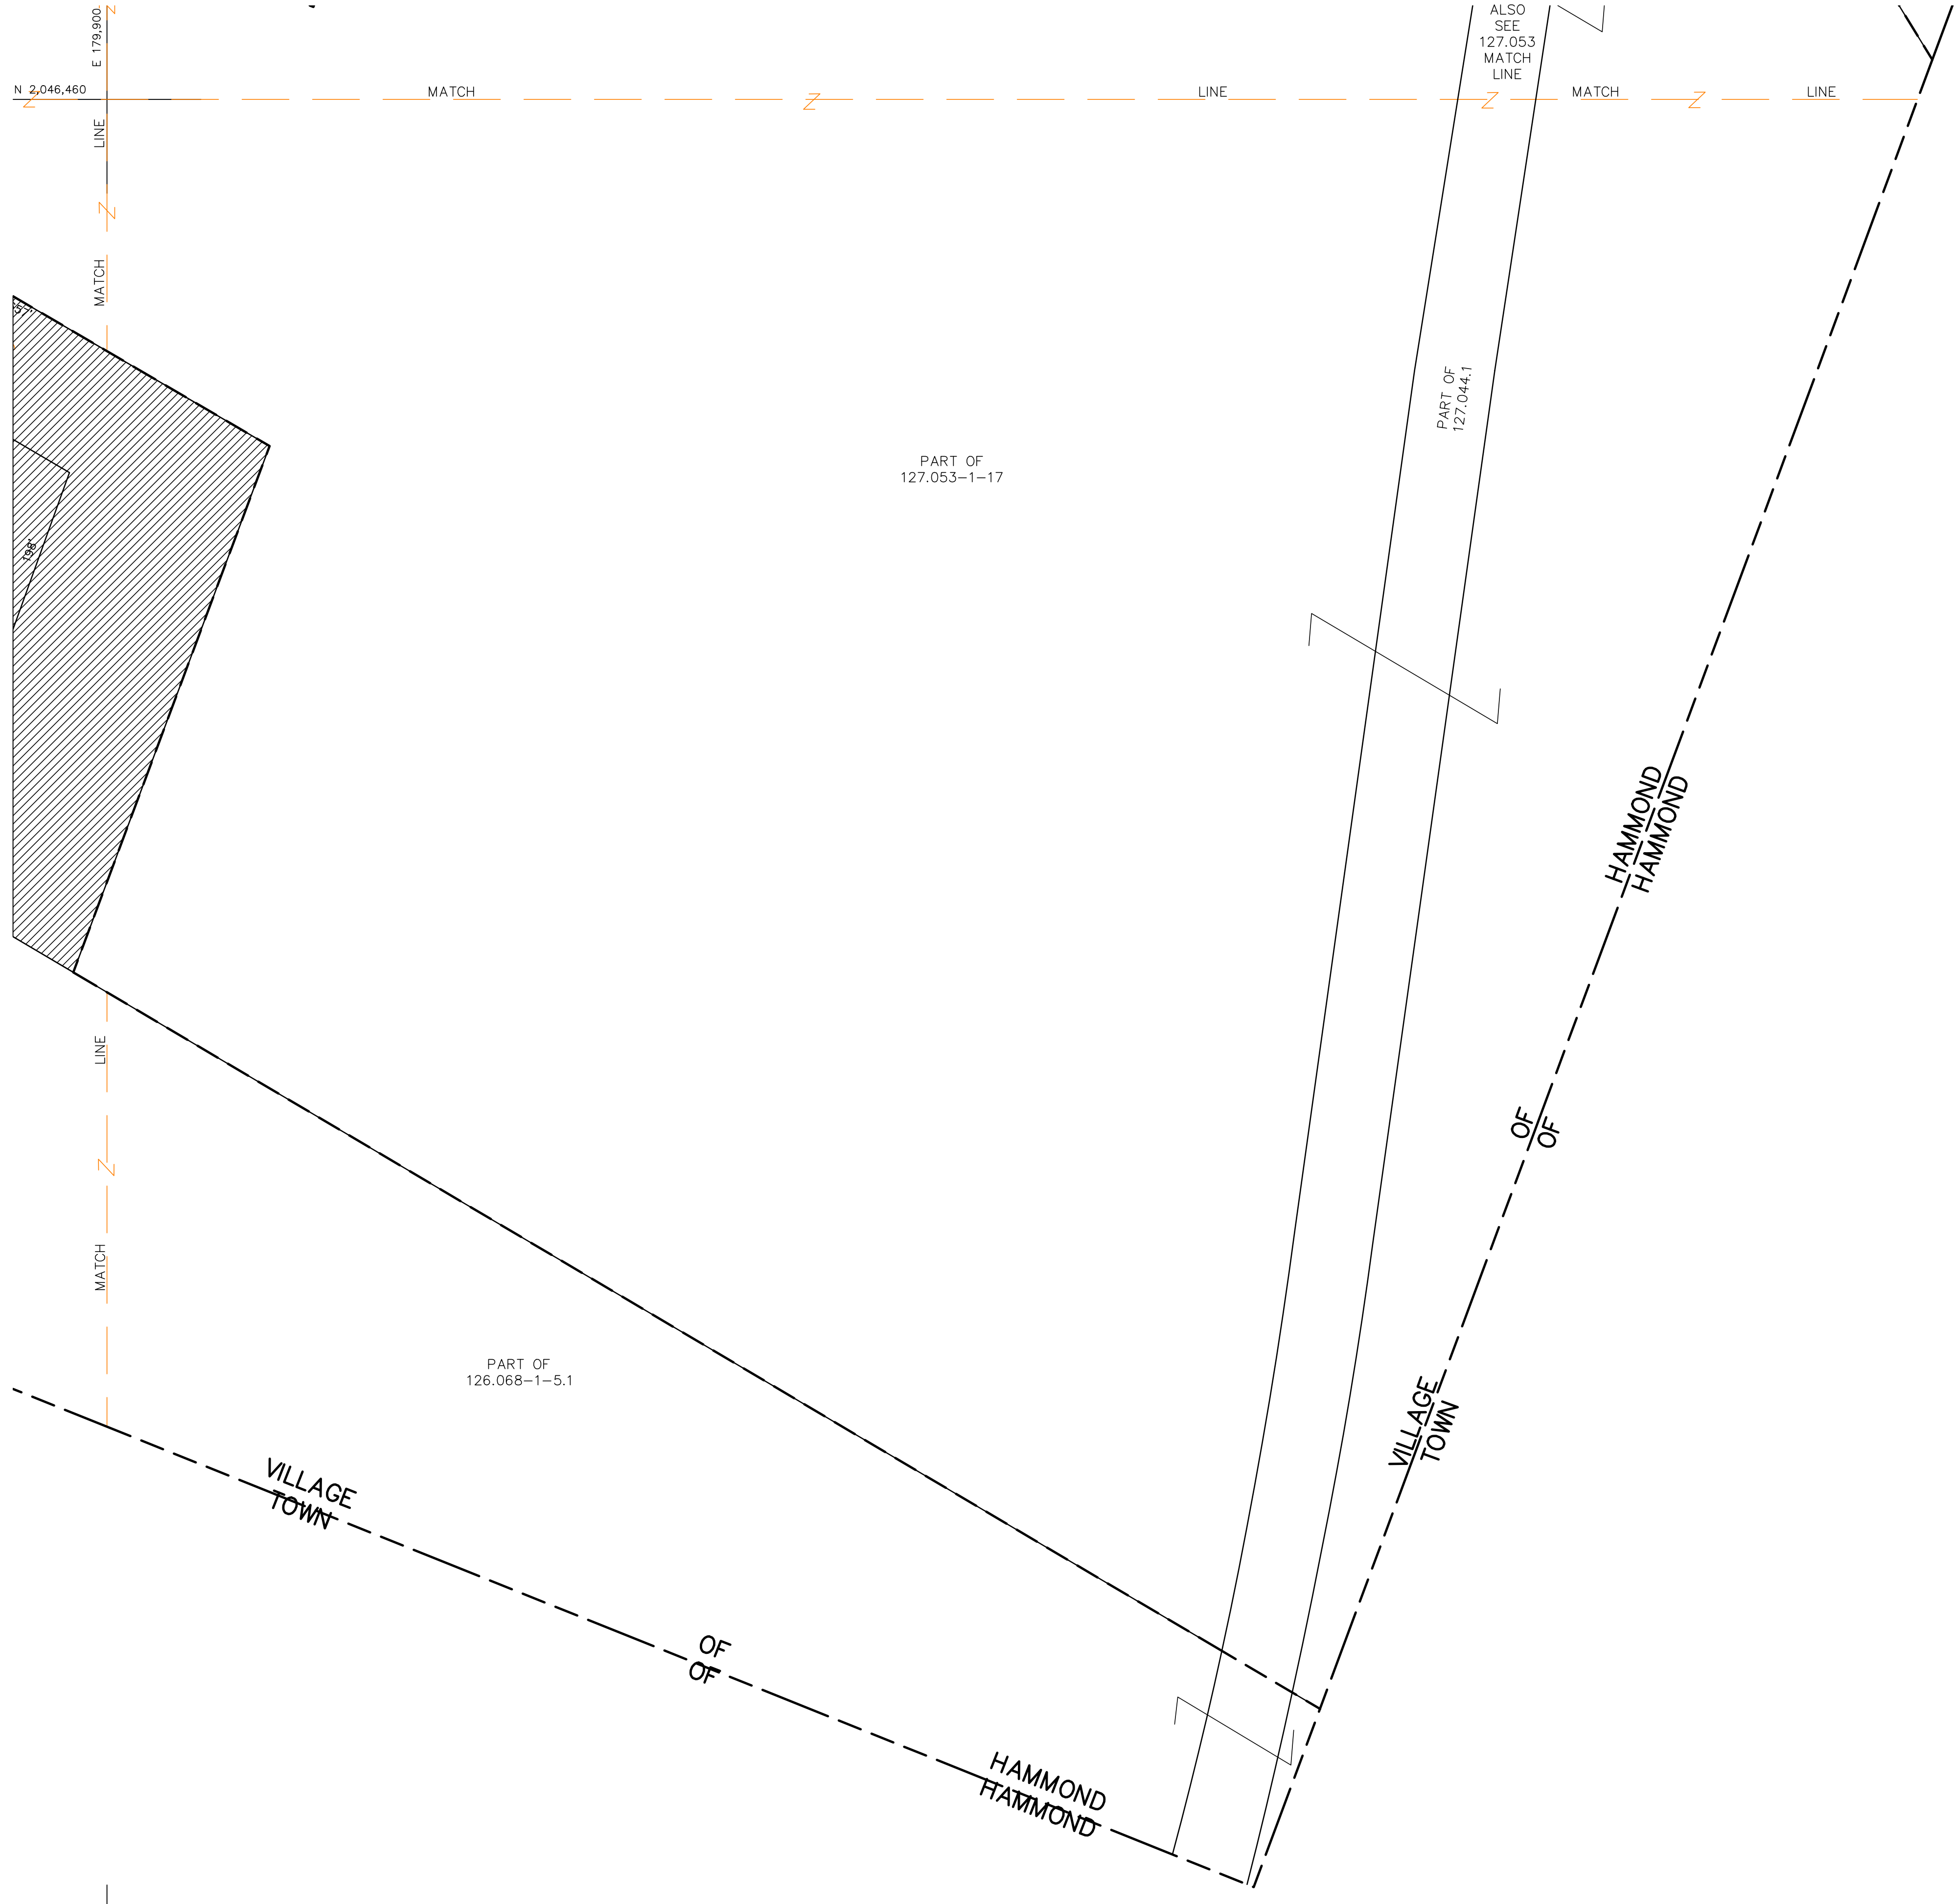 E 179,900
ALSO
SEE
127.053
MATCH
LINE
N 2,046,460
MATCH
LINE
MATCH
LINE
LINE
MATCH
57'
198'
PART OF
127.044.1
PART OF
127.053-1-17
HAMMOND
HAMMOND
OF
OF
VILLAGE
TOWN
LINE
MATCH
PART OF
126.068-1-5.1
VILLAGE
TOWN
OF
OF
HAMMOND
HAMMOND